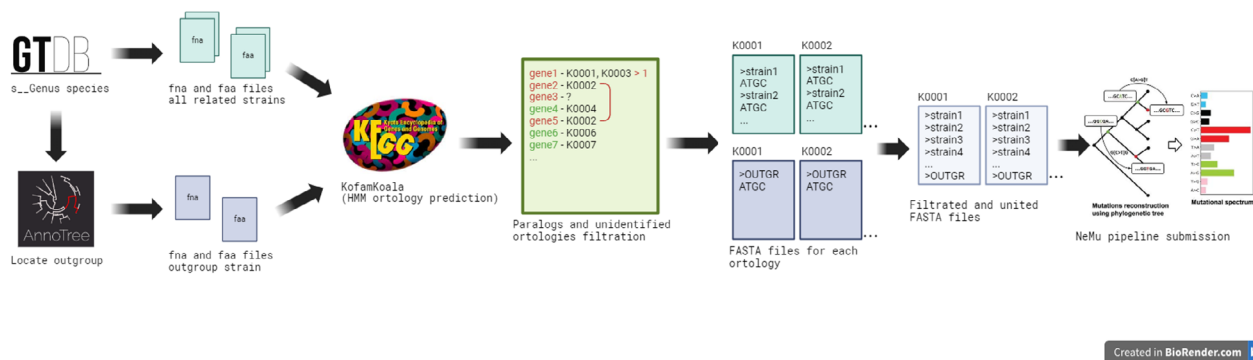 GTDB
s__Genus species
fna
faa
fna and faa files
all related strains
AnnoTree
Locate outgroup
fna
faa
fna and faa files
outgroup strain
KEGG
Kyoto Encyclopedia of
Genes and Genomes
KofamKoala
(HMM ortology prediction)
gene1 - K0001, K0003 > 1
gene2 - K0002
gene3 - ?
gene4 - K0004
gene5 - K0002
gene6 - K0006
gene7 - K0007
...
Paralogs and unidentified
ortologies filtration
K0001
>strain1
ATGC
>strain2
ATGC
...
K0002
>strain1
ATGC
>strain2
ATGC
...
...
K0001
>OUTGR
ATGC
K0002
>OUTGR
ATGC
...
FASTA files for each
ortology
K0001
>strain1
>strain2
>strain3
>strain4
...
>OUTGR
K0002
>strain1
>strain2
>strain3
>strain4
...
>OUTGR
...
Filtrated and united
FASTA files
Mutations reconstruction
using phylogenetic tree
Mutational spectrum
NeMu pipeline submission
Created in BioRender.com